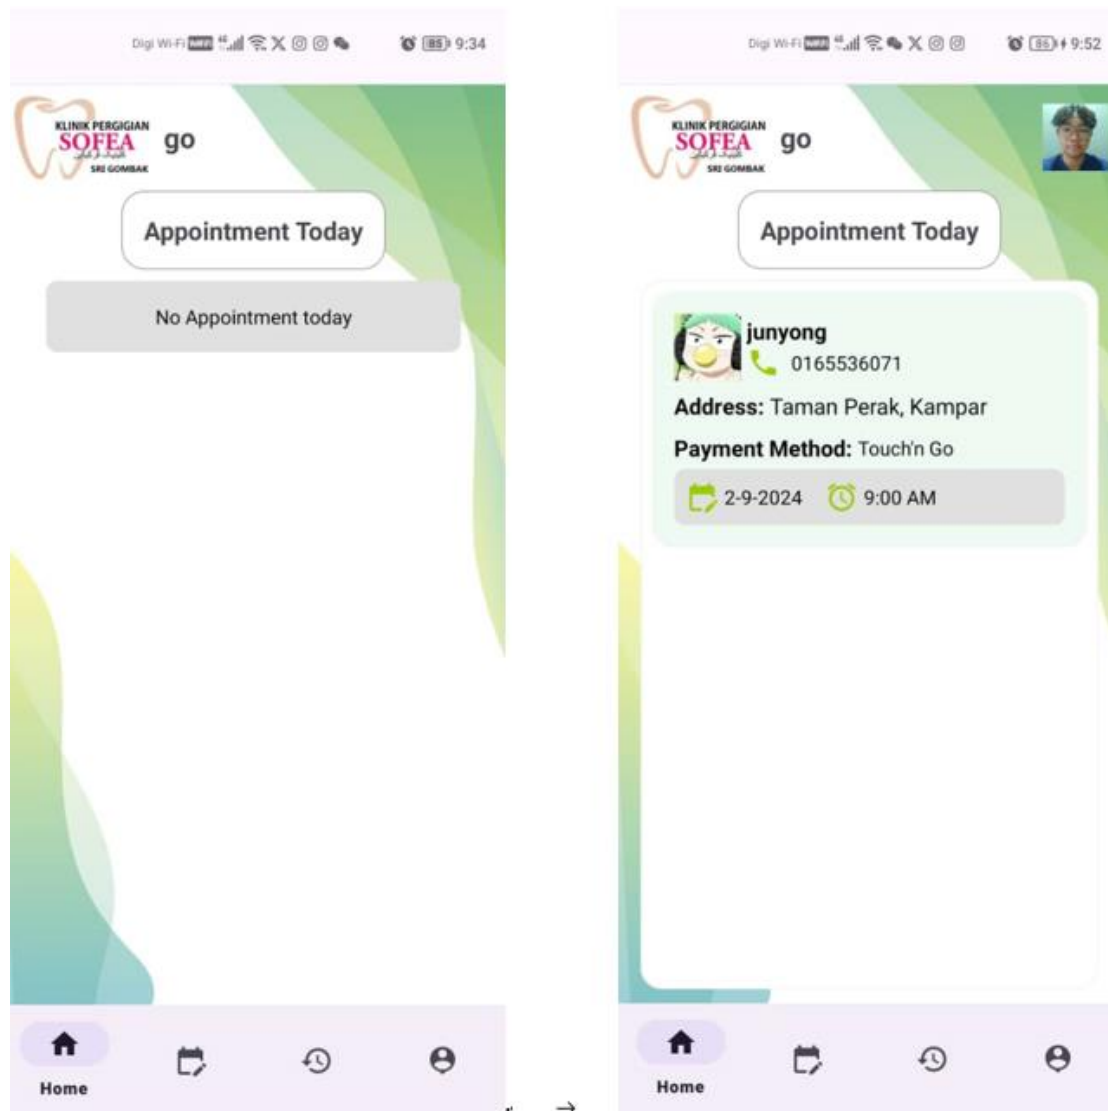 Digi Wi-Fi 85 9:34
KLINIK PERGIGIAN
SOFEA
SRI GOMBAK
go
Appointment Today
No Appointment today
Home
Digi Wi-Fi 86 9:52
KLINIK PERGIGIAN
SOFEA
SRI GOMBAK
go
Appointment Today
junyong
0165536071
Address: Taman Perak, Kampar
Payment Method: Touch'n Go
2-9-2024 9:00 AM
Home